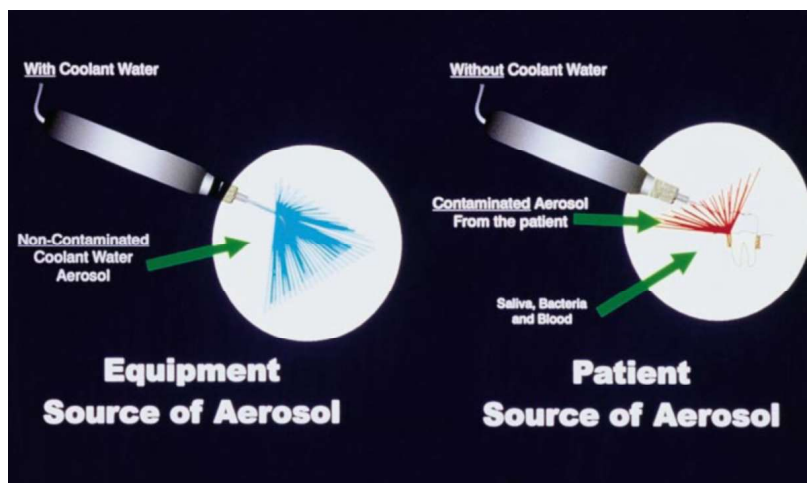 With Coolant Water
Non-Contaminated
Coolant Water
Aerosol
Equipment
Source of Aerosol
Without Coolant Water
Contaminated Aerosol
From the patient
Saliva, Bacteria
and Blood
Patient
Source of Aerosol